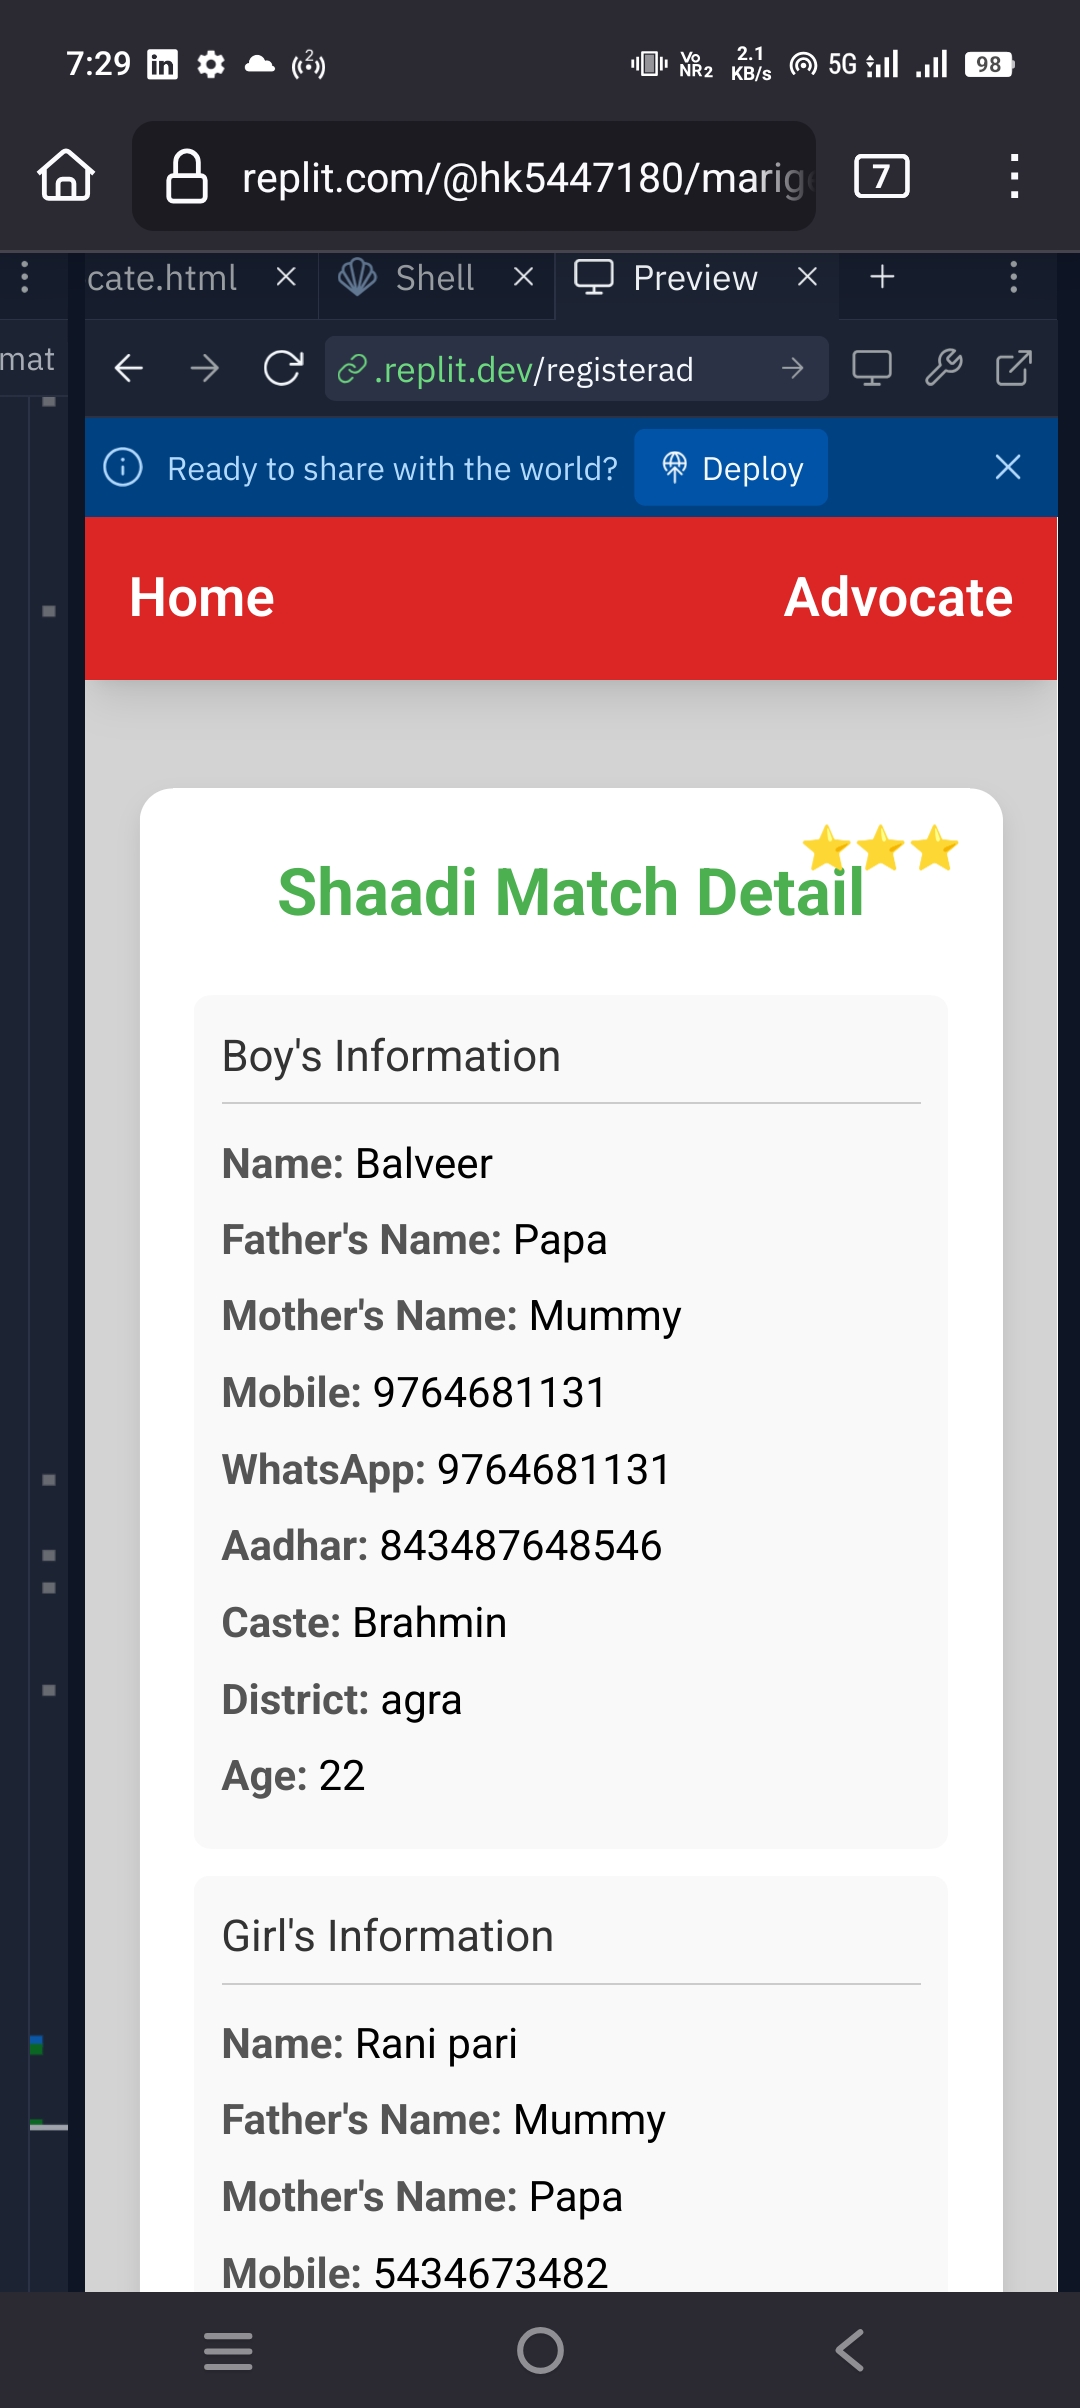 7:29 in 2 Vo NR2 2.1 KB/s 5G 98
replit.com/@hk5447180/marige 7
cate.html Shell Preview
mat .replit.dev/registerad
Ready to share with the world? Deploy
Home Advocate
Shaadi Match Detail
Boy's Information
Name: Balveer
Father's Name: Papa
Mother's Name: Mummy
Mobile: 9764681131
WhatsApp: 9764681131
Aadhar: 843487648546
Caste: Brahmin
District: agra
Age: 22
Girl's Information
Name: Rani pari
Father's Name: Mummy
Mother's Name: Papa
Mobile: 5434673482